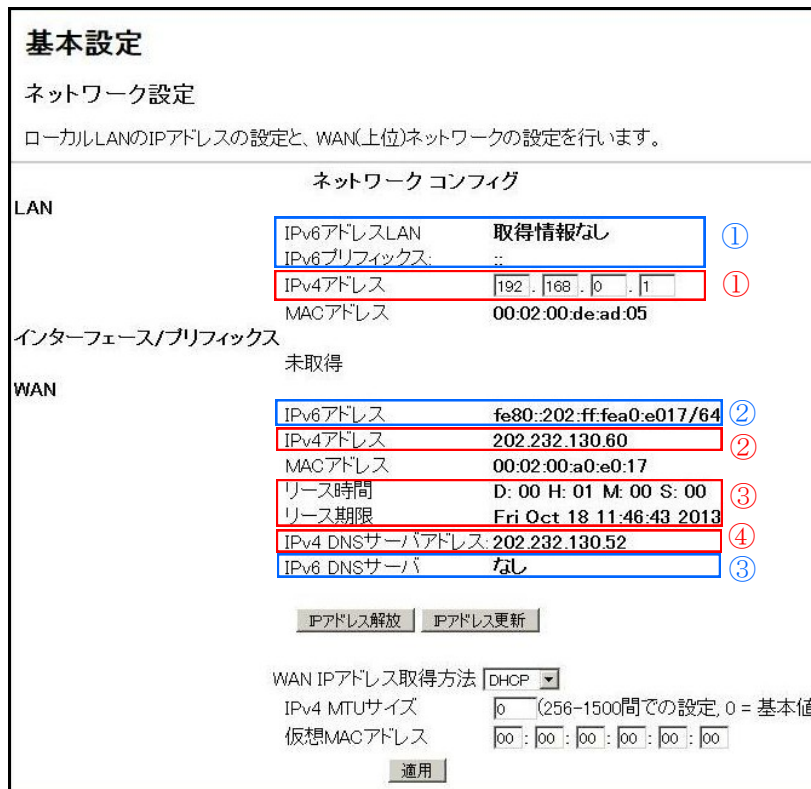 基本設定
ネットワーク設定
ローカルLANのIPアドレスの設定と、WAN(上位)ネットワークの設定を行います。
ネットワーク コンフィグ
LAN
IPv6アドレスLAN 取得情報なし ①
IPv6プリフィックス: ::
IPv4アドレス 192 . 168 . 0 . 1 ①
MACアドレス 00:02:00:de:ad:05
インターフェース/プリフィックス
未取得
WAN
IPv6アドレス fe80::202:ff:fea0:e017/64 ②
IPv4アドレス 202.232.130.60 ②
MACアドレス 00:02:00:a0:e0:17
リース時間 D: 00 H: 01 M: 00 S: 00 ③
リース期限 Fri Oct 18 11:46:43 2013
IPv4 DNSサーバアドレス: 202.232.130.52 ④
IPv6 DNSサーバ なし ③
IPアドレス解放 IPアドレス更新
WAN IPアドレス取得方法 DHCP
IPv4 MTUサイズ 0 (256-1500間での設定, 0 = 基本値
仮想MACアドレス 00 : 00 : 00 : 00 : 00 : 00
適用